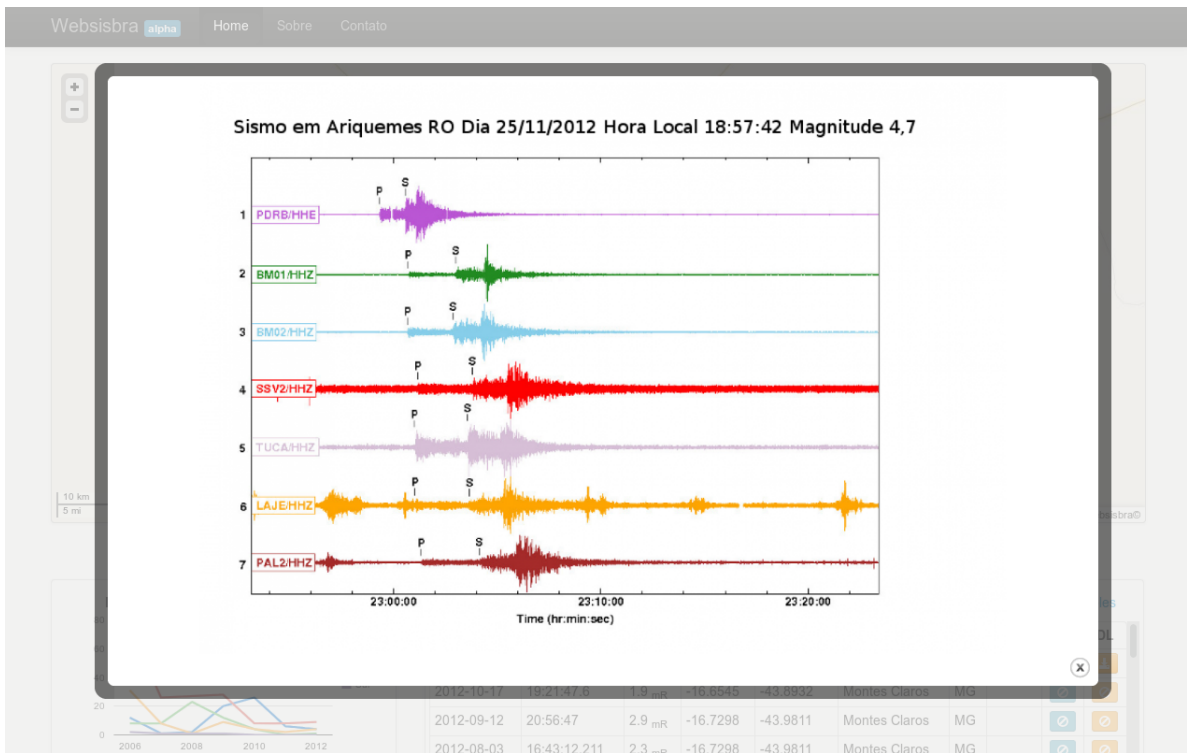 Websisbra alpha Home Sobre Contato
+
−
Sismo em Ariquemes RO Dia 25/11/2012 Hora Local 18:57:42 Magnitude 4,7
P S
1 PDRB/HHE
P S
2 BM01/HHZ
P S
3 BM02/HHZ
P S
4 SSV2/HHZ
P S
5 TUCA/HHZ
P S
6 LAJE/HHZ
P S
7 PAL2/HHZ
23:00:00 23:10:00 23:20:00
Time (hr:min:sec)
10 km
5 mi
x
2012-10-17 19:21:47.6 1.9 mR -16.6545 -43.8932 Montes Claros MG
20
2012-09-12 20:56:47 2.9 mR -16.7298 -43.9811 Montes Claros MG
0
2006 2008 2010 2012
2012-08-03 16:43:12.211 2.3 mR -16.7298 -43.9811 Montes Claros MG